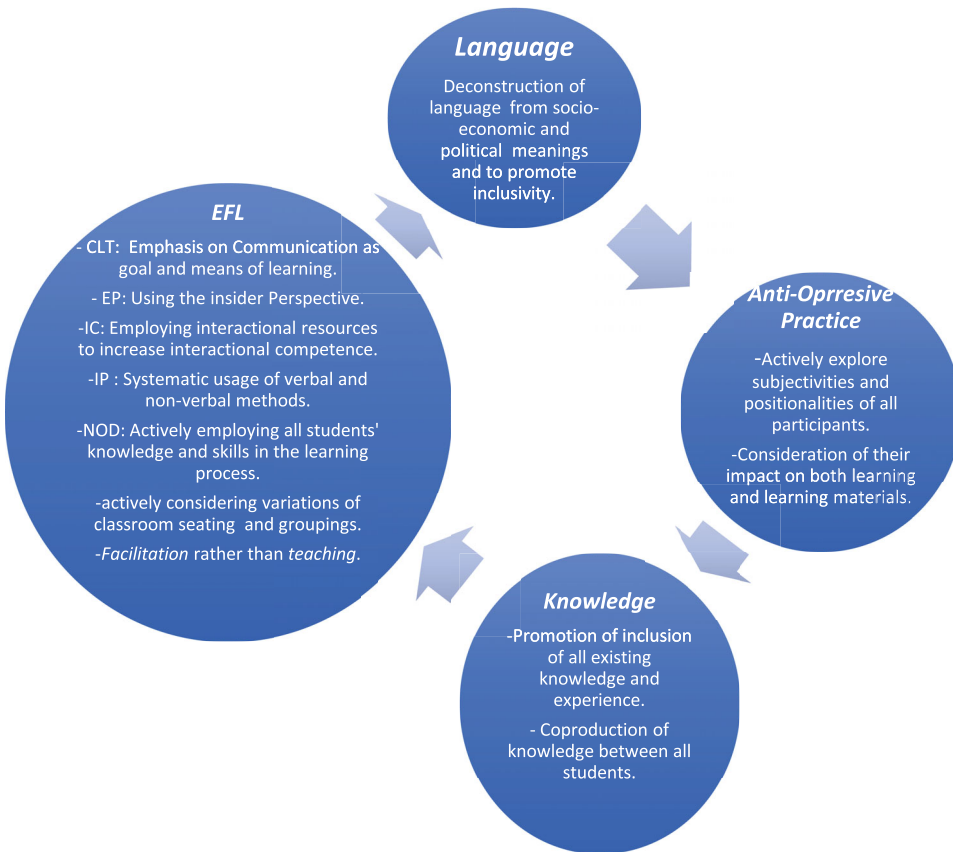 Language
Deconstruction of
language from socio-
economic and
political meanings
and to promote
inclusivity.
EFL
- CLT: Emphasis on Communication as
goal and means of learning.
- EP: Using the insider Perspective.
-IC: Employing interactional resources
to increase interactional competence.
-IP : Systematic usage of verbal and
non-verbal methods.
-NOD: Actively employing all students'
knowledge and skills in the learning
process.
-actively considering variations of
classroom seating and groupings.
-Facilitation rather than teaching.
Anti-Oprresive
Practice
-Actively explore
subjectivities and
positionalities of all
participants.
-Consideration of their
impact on both learning
and learning materials.
Knowledge
-Promotion of inclusion
of all existing
knowledge and
experience.
- Coproduction of
knowledge between all
students.